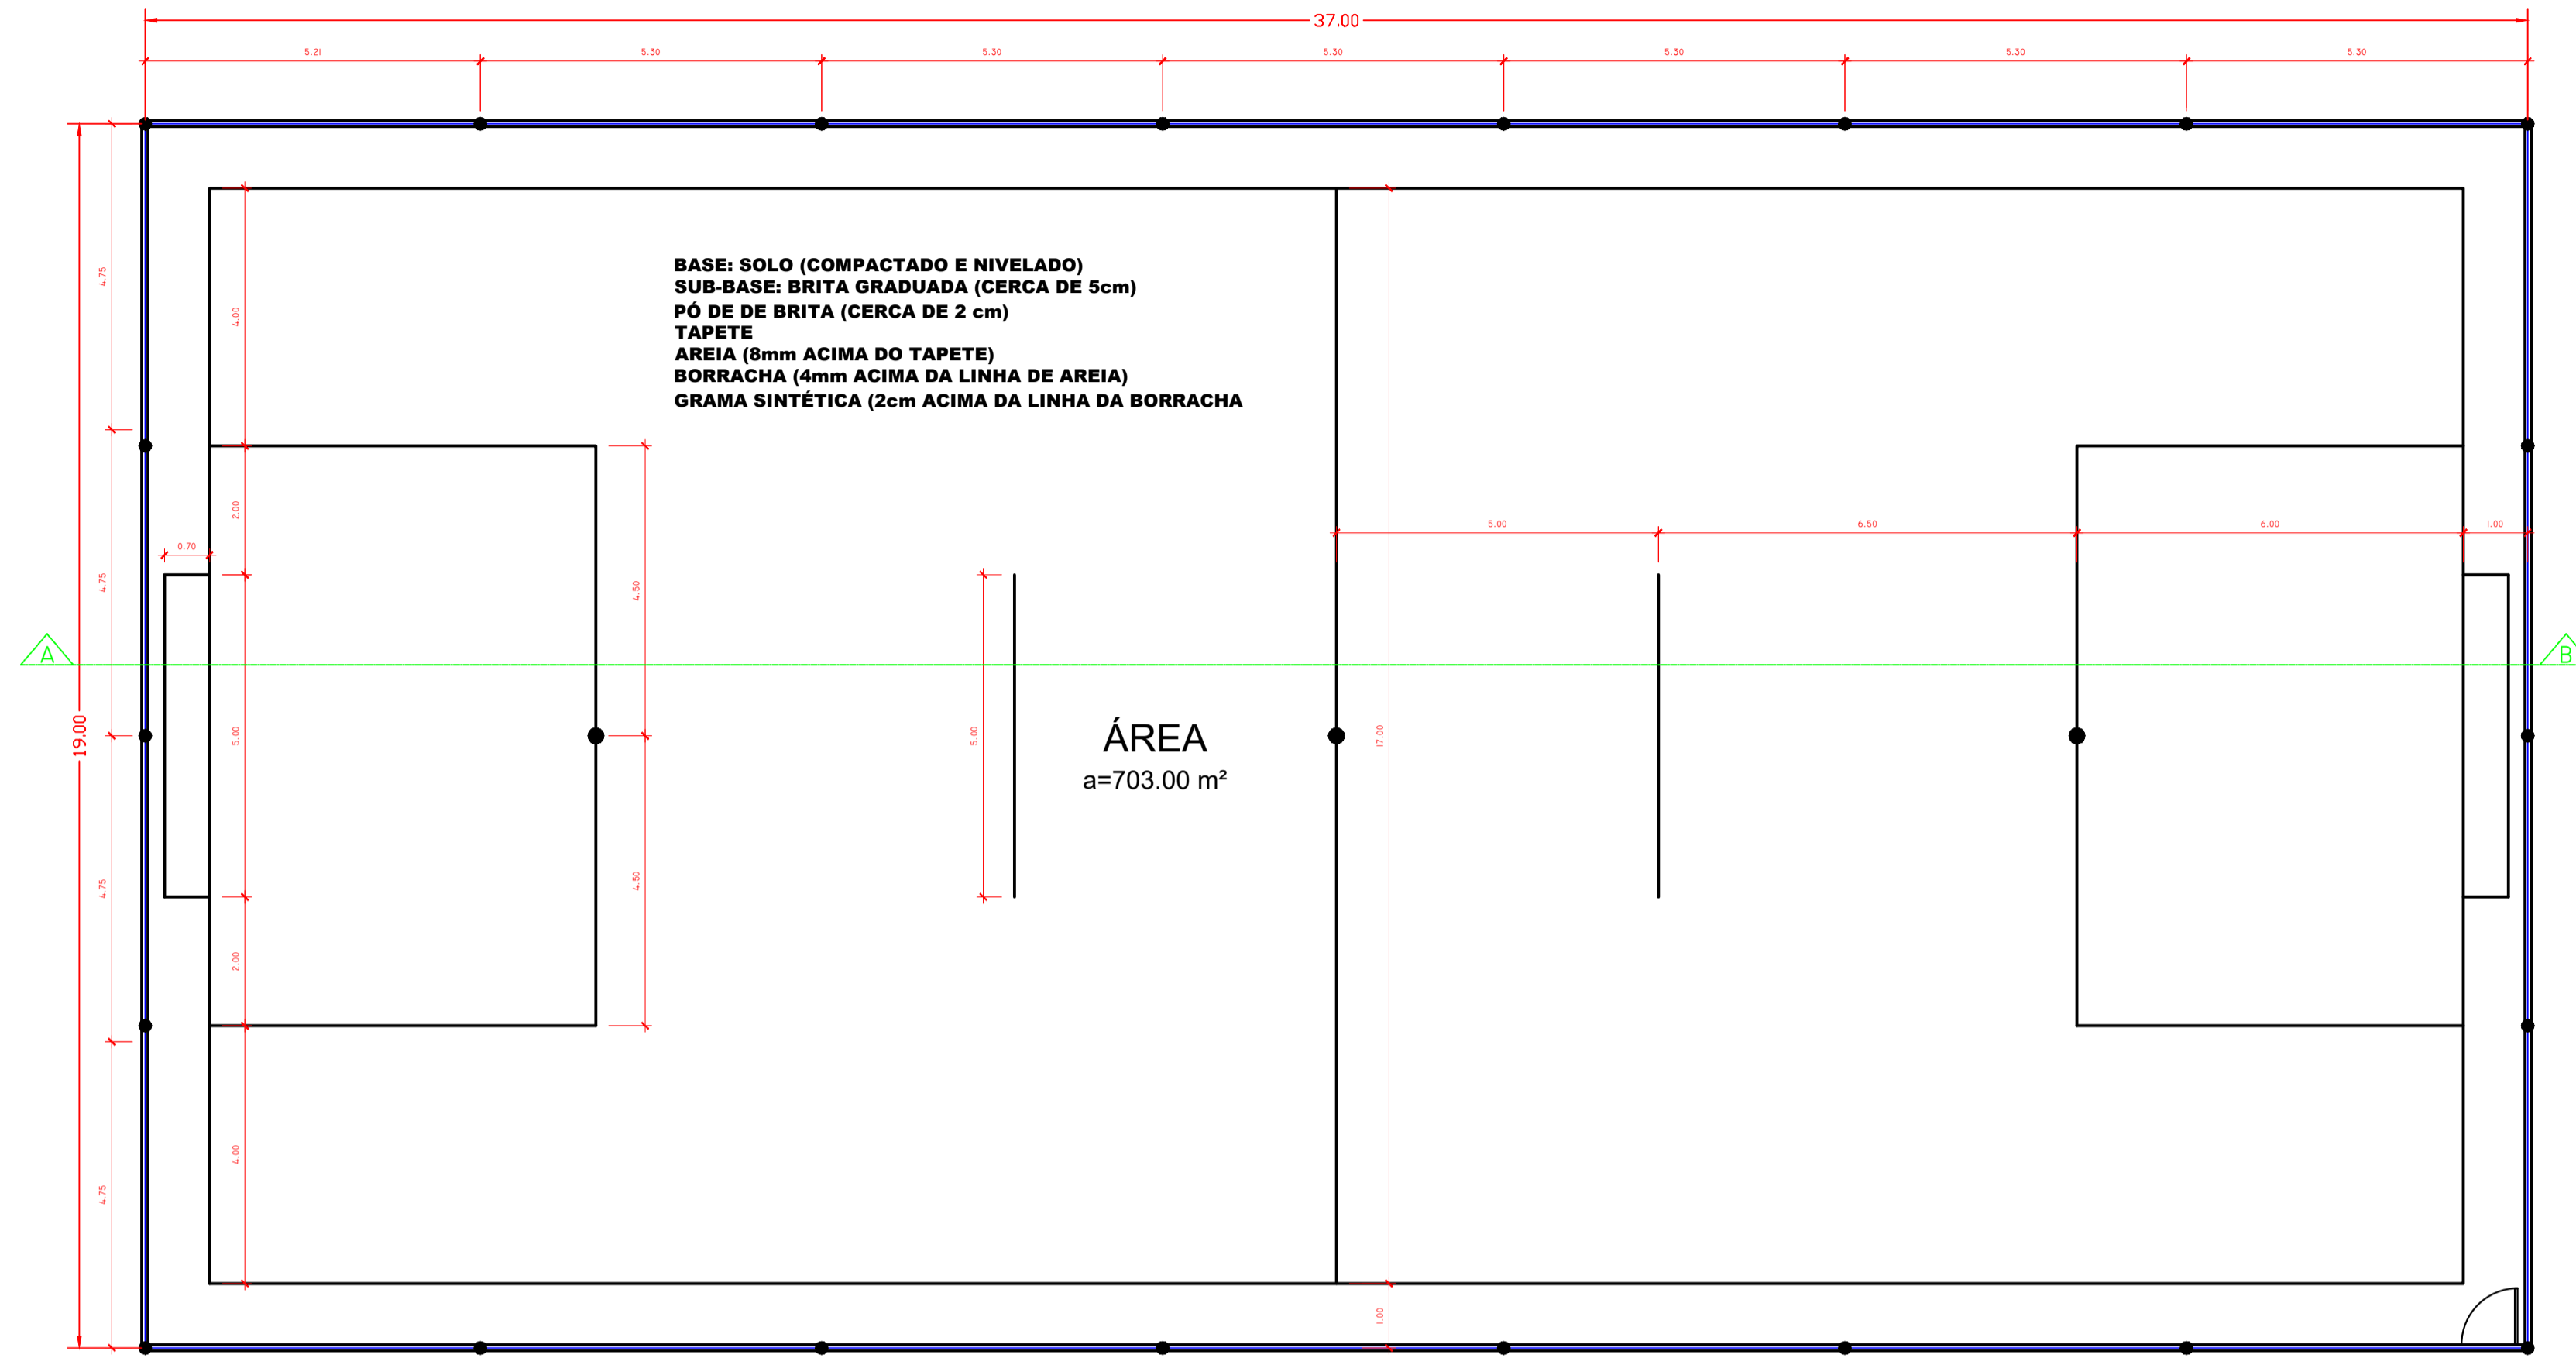 37.00
5.21 5.30 5.30 5.30 5.30 5.30 5.30
BASE: SOLO (COMPACTADO E NIVELADO)
SUB-BASE: BRITA GRADUADA (CERCA DE 5cm)
PÓ DE DE BRITA (CERCA DE 2 cm)
TAPETE
AREIA (8mm ACIMA DO TAPETE)
BORRACHA (4mm ACIMA DA LINHA DE AREIA)
GRAMA SINTÉTICA (2cm ACIMA DA LINHA DA BORRACHA
4.75
4.00
2.00
5.00 6.50 6.00 1.00
0.70
4.75
4.50
A
B
19.00
5.00
5.00
17.00
ÁREA
a=703.00 m²
4.75
4.50
2.00
4.00
4.75
1.00